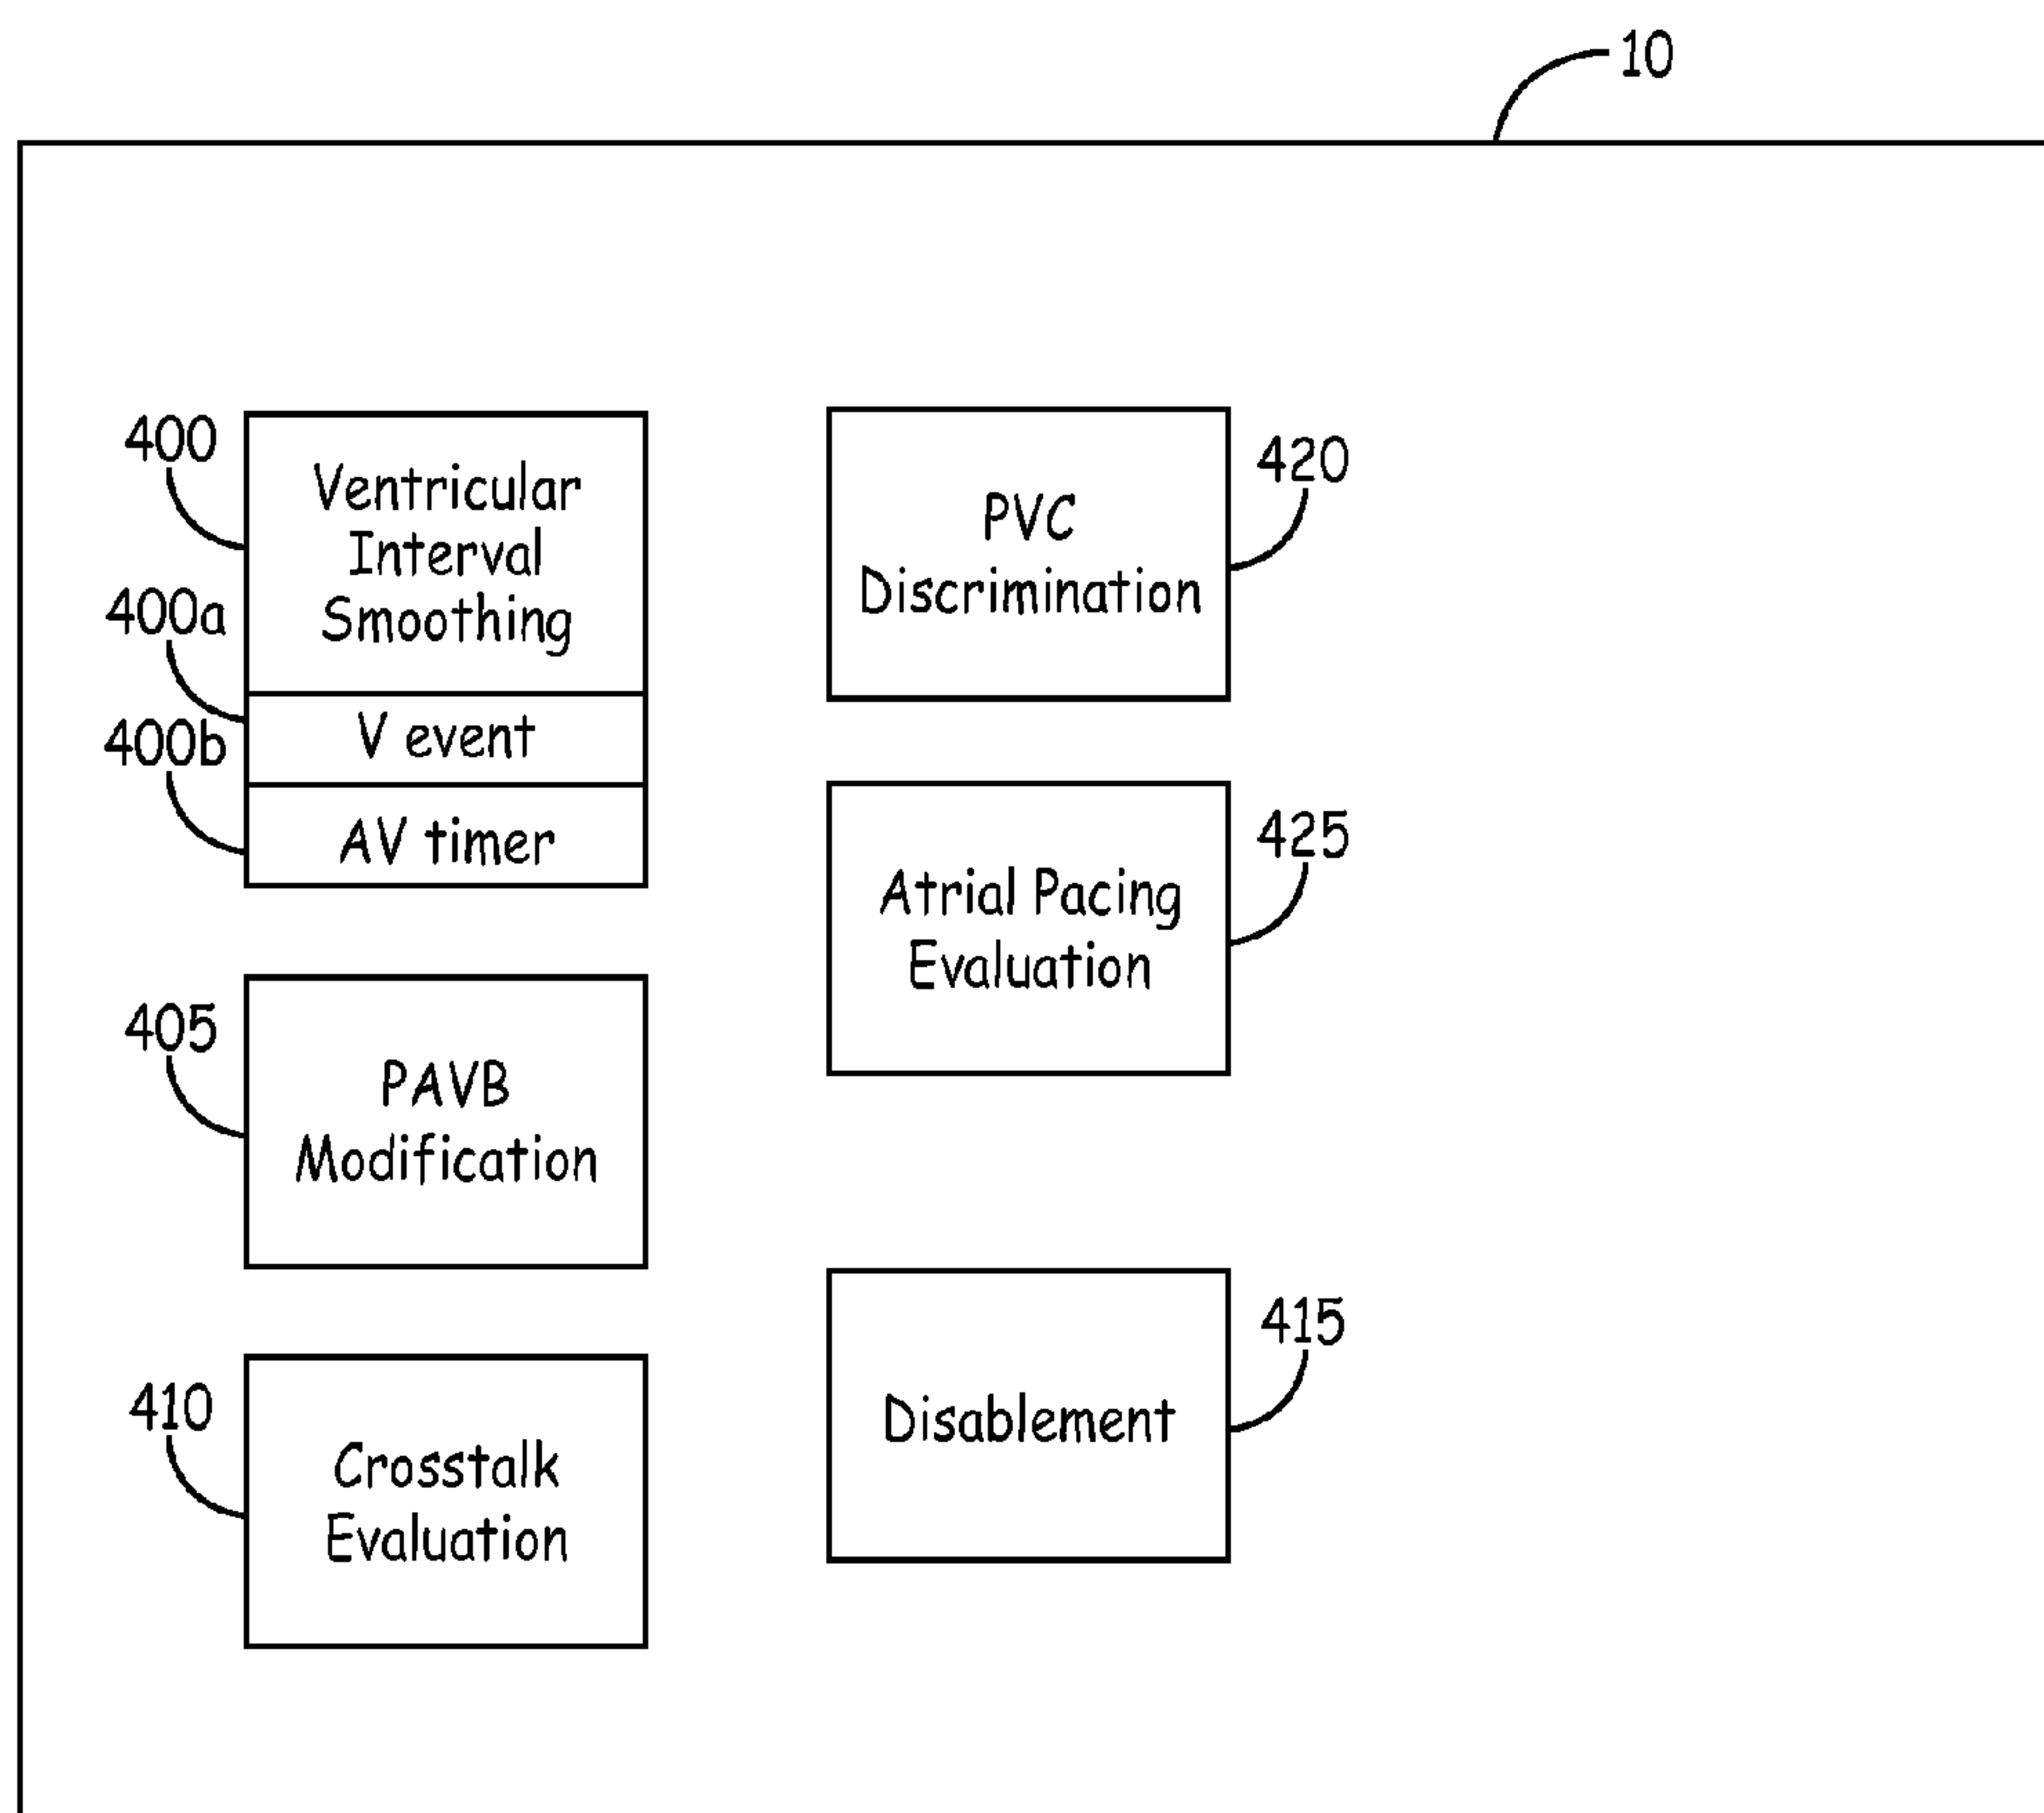 10
400
Ventricular
Interval
Smoothing
400a
V event
400b
AV timer
405
PAVB
Modification
410
Crosstalk
Evaluation
PVC
Discrimination
420
Atrial Pacing
Evaluation
425
Disablement
415